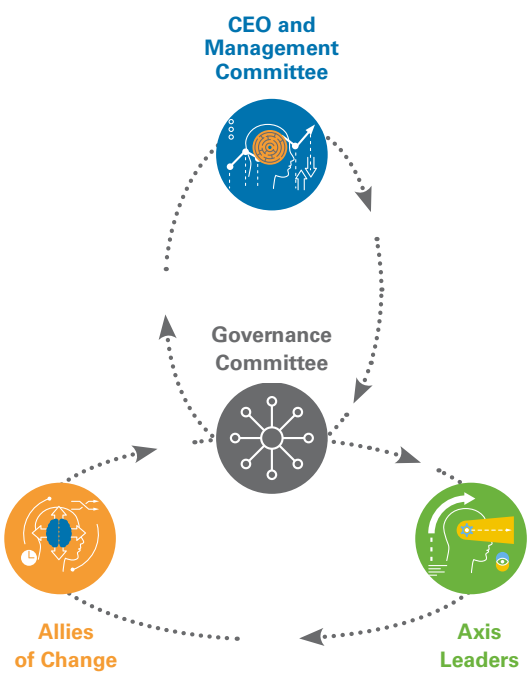 CEO and
Management
Committee
Governance
Committee
Allies
of Change
Axis
Leaders